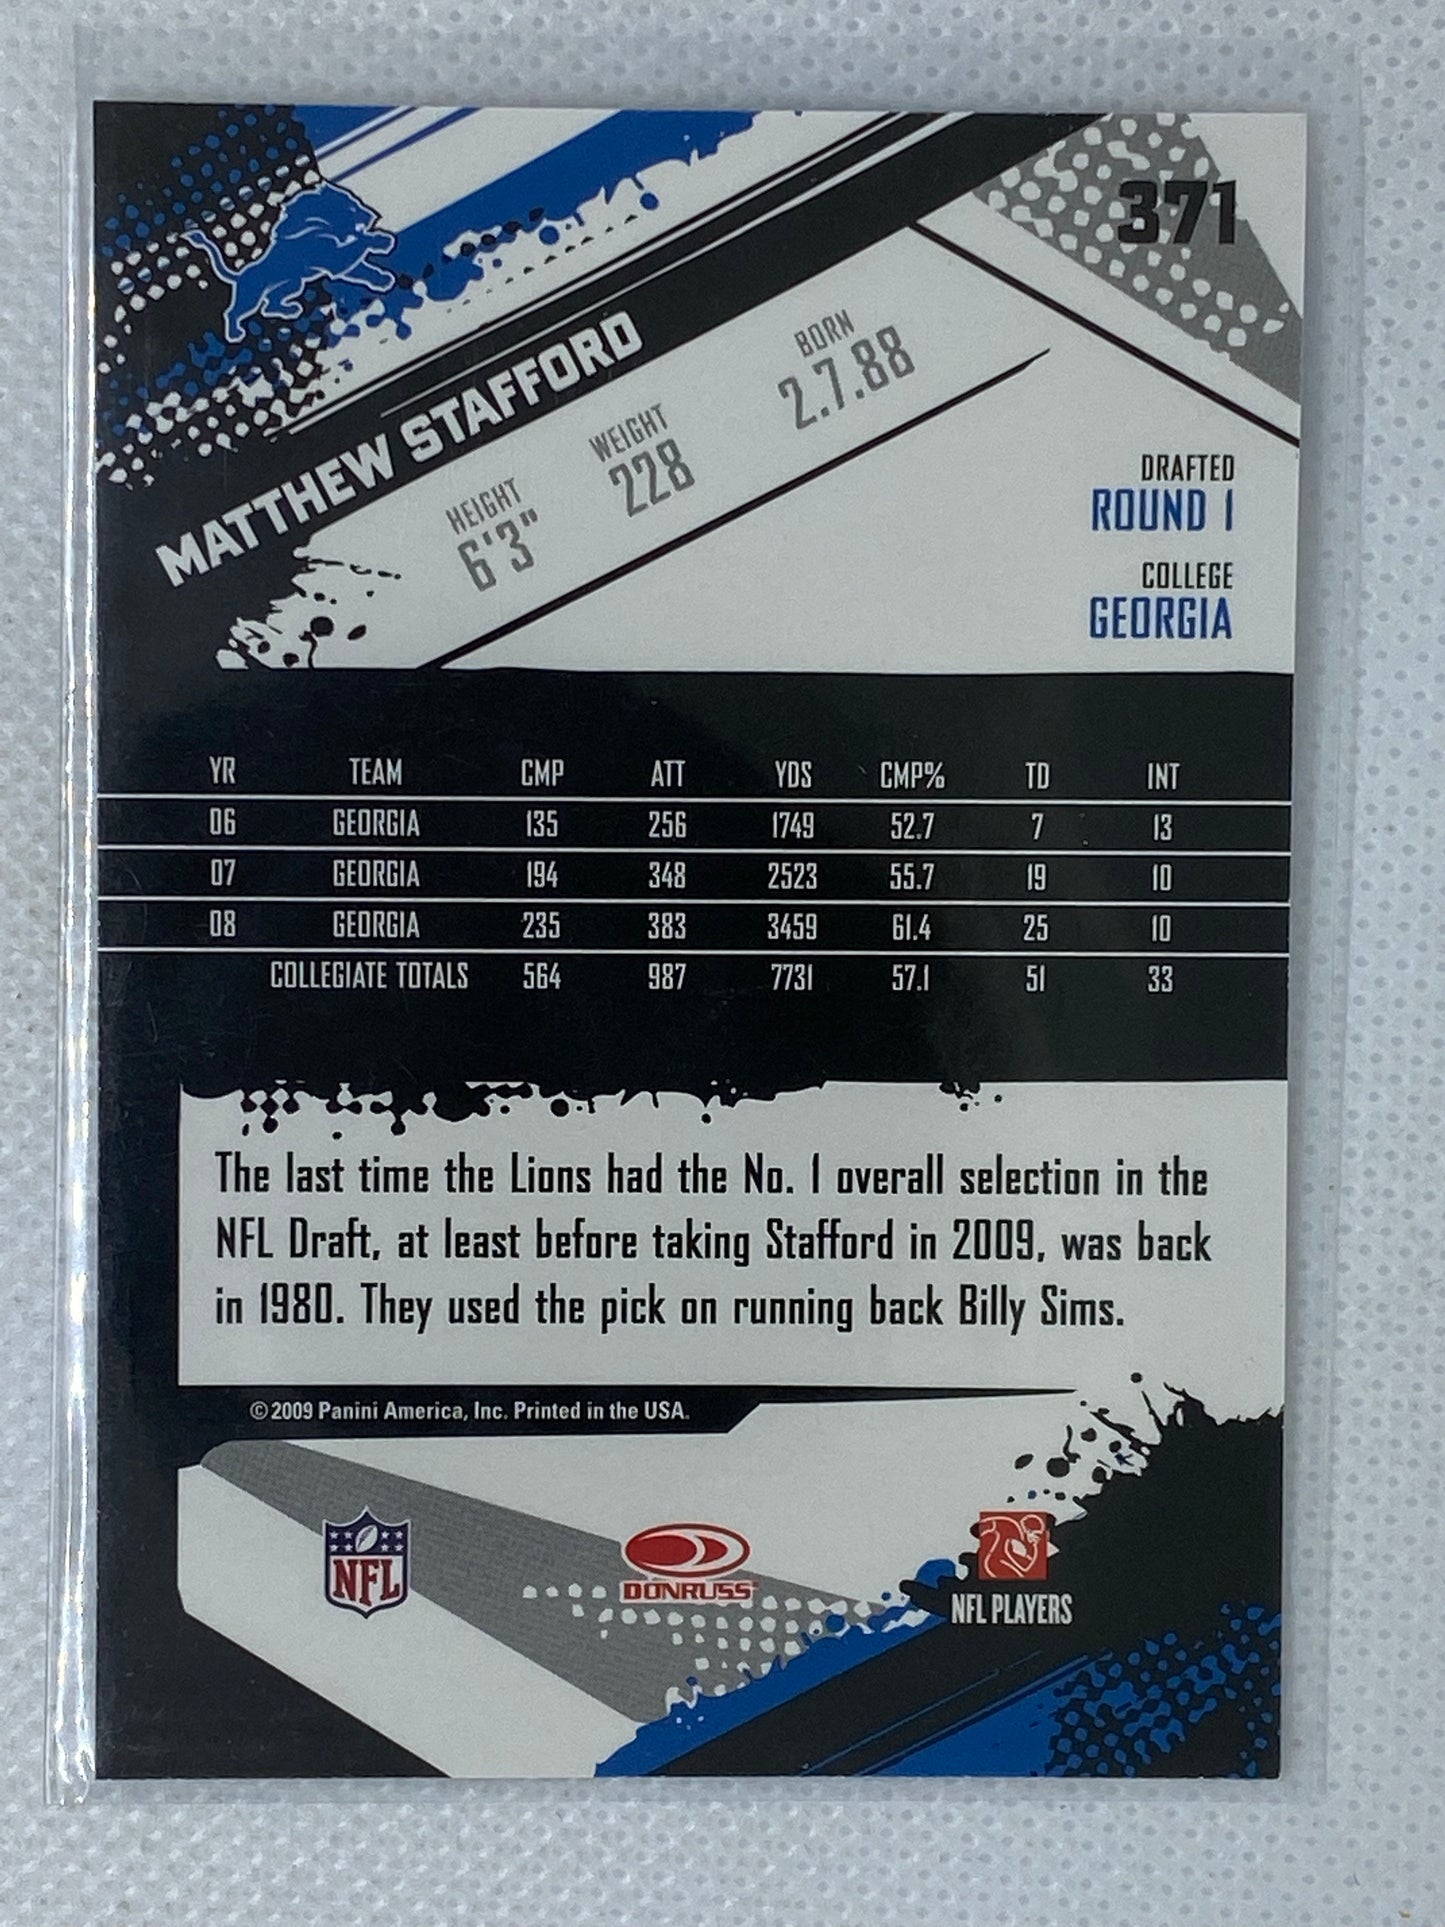 371
MATTHEW STAFFORD
HEIGHT
6'3"
WEIGHT
228
BORN
2.7.88
DRAFTED
ROUND 1
COLLEGE
GEORGIA
YR TEAM CMP ATT YDS CMP% TD INT
06 GEORGIA 135 256 1749 52.7 7 13
07 GEORGIA 194 348 2523 55.7 19 10
08 GEORGIA 235 383 3459 61.4 25 10
COLLEGIATE TOTALS 564 987 7731 57.1 51 33
The last time the Lions had the No. 1 overall selection in the
NFL Draft, at least before taking Stafford in 2009, was back
in 1980. They used the pick on running back Billy Sims.
© 2009 Panini America, Inc. Printed in the USA.
NFL
DONRUSS
NFL PLAYERS